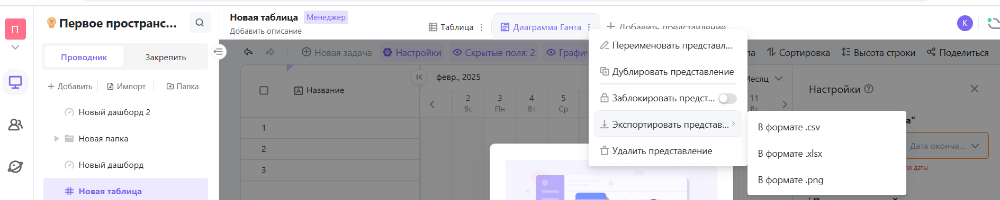 П
Первое пространс...
Проводник
Закрепить
Добавить
Импорт
Папка
Новый дашборд 2
Новая папка
Новый дашборд
Новая таблица
Новая таблица
Менеджер
Добавить описание
Таблица
Диаграмма Ганта
Добавить представление
К
Новая задача
Настройки
Скрытые поля: 2
Графич
Сортировка
Высота строки
Поделиться
Название
1
2
3
февр., 2025
Месяц
2
Вс
3
Пн
4
Вт
5
Ср
11
Вт
Переименовать представл...
Дублировать представление
Заблокировать предст...
Экспортировать представ...
Удалить представление
В формате .csv
В формате .xlsx
В формате .png
Настройки
а"
Дата оконча...
ю даты